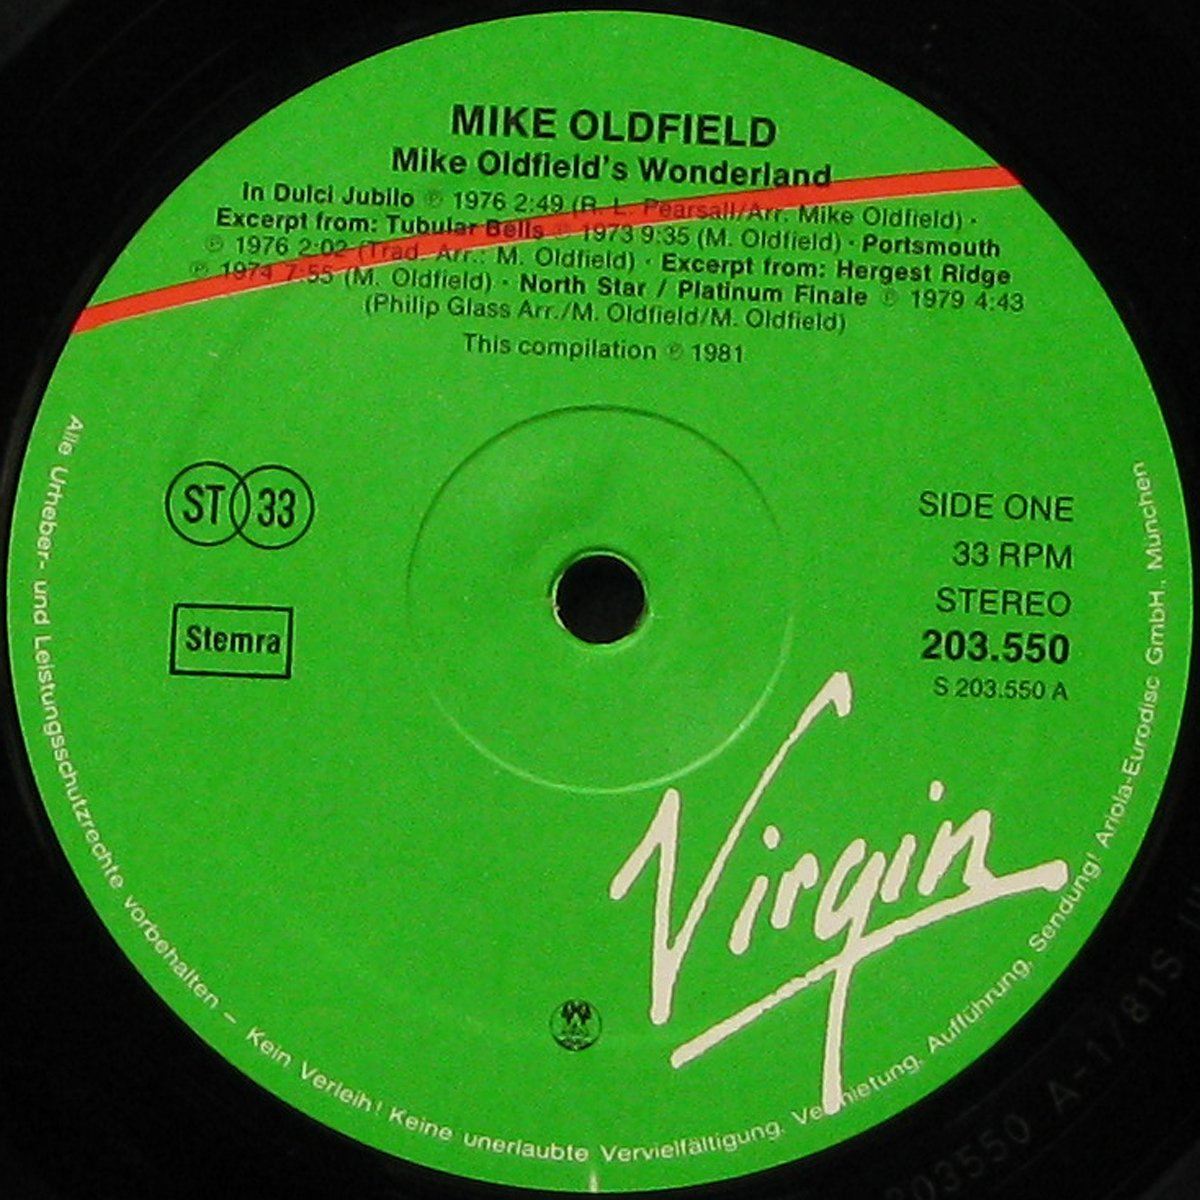 MIKE OLDFIELD
Mike Oldfield's Wonderland
In Dulci Jubilo ℗ 1976 2:49 (R. L. Pearsall/Arr. Mike Oldfield) ·
Excerpt from: Tubular Bells ℗ 1973 9:35 (M. Oldfield) · Portsmouth
℗ 1976 2:02 (Trad. Arr.: M. Oldfield) · Excerpt from: Hergest Ridge
℗ 1974 7:55 (M. Oldfield) · North Star / Platinum Finale ℗ 1979 4:43
(Philip Glass Arr./M. Oldfield/M. Oldfield)
This compilation ℗ 1981
ST 33
Stemra
SIDE ONE
33 RPM
STEREO
203.550
S 203.550 A
Virgin
Alle Urheber- und Leistungsschutzrechte vorbehalten – Kein Verleih! Keine unerlaubte Vervielfältigung, Vermietung, Aufführung, Sendung! Ariola-Eurodisc GmbH., München
203550 A-1/81S